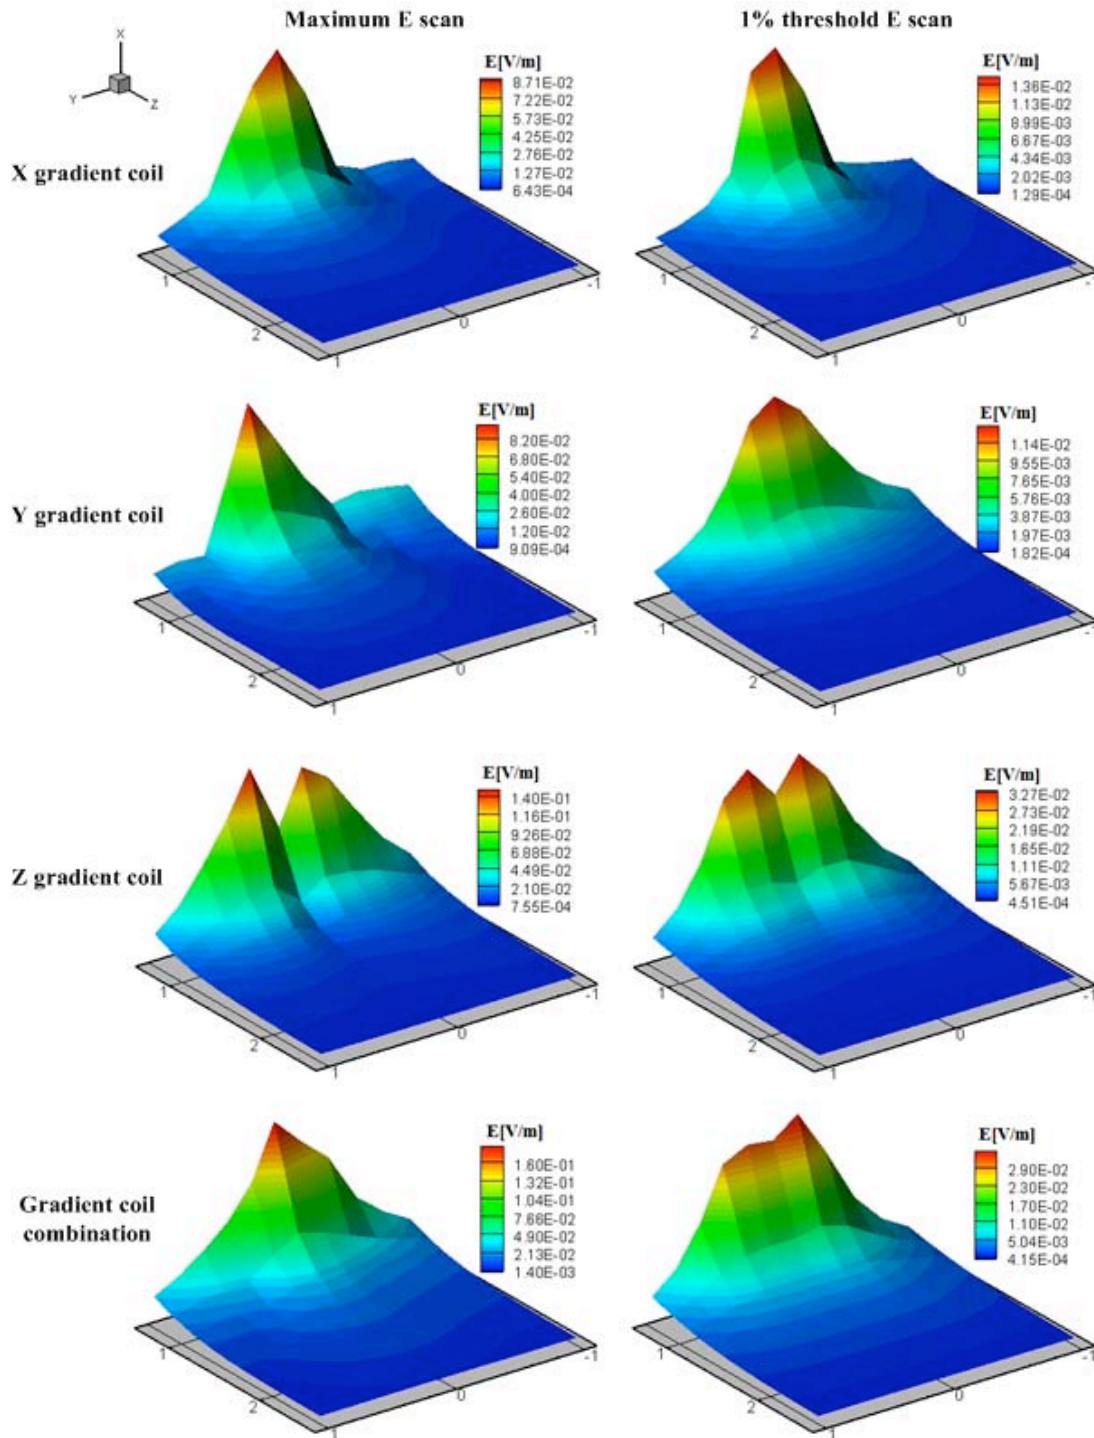 Maximum E scan
1% threshold E scan
X
Y
Z
X gradient coil
E[V/m]
8.71E-02
7.22E-02
5.73E-02
4.25E-02
2.76E-02
1.27E-02
6.43E-04
1
2
1
0
-1
E[V/m]
1.36E-02
1.13E-02
8.99E-03
6.67E-03
4.34E-03
2.02E-03
1.29E-04
1
2
1
0
-1
Y gradient coil
E[V/m]
8.20E-02
6.80E-02
5.40E-02
4.00E-02
2.60E-02
1.20E-02
9.09E-04
1
2
1
0
-1
E[V/m]
1.14E-02
9.55E-03
7.65E-03
5.76E-03
3.87E-03
1.97E-03
1.82E-04
1
2
1
0
-1
Z gradient coil
E[V/m]
1.40E-01
1.16E-01
9.26E-02
6.88E-02
4.49E-02
2.10E-02
7.55E-04
1
2
1
0
-1
E[V/m]
3.27E-02
2.73E-02
2.19E-02
1.65E-02
1.11E-02
5.67E-03
4.51E-04
1
2
1
0
-1
Gradient coil
combination
E[V/m]
1.60E-01
1.32E-01
1.04E-01
7.66E-02
4.90E-02
2.13E-02
1.40E-03
1
2
1
0
-1
E[V/m]
2.90E-02
2.30E-02
1.70E-02
1.10E-02
5.04E-03
4.15E-04
1
2
1
0
-1